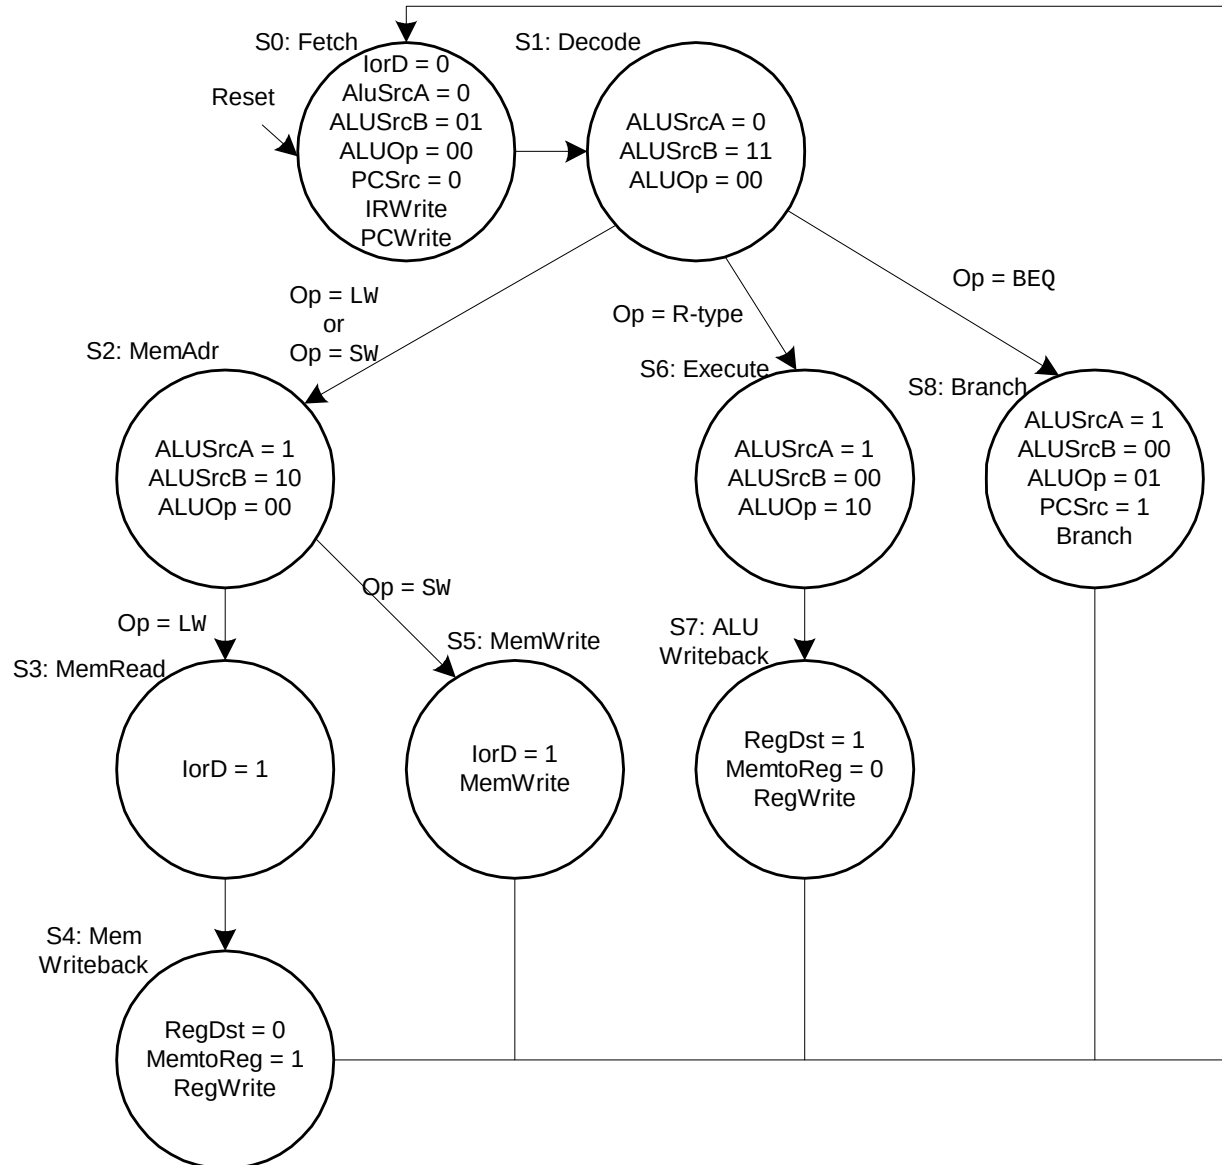 S0: Fetch
S1: Decode
Reset
IorD = 0
AluSrcA = 0
ALUSrcB = 01
ALUOp = 00
PCSrc = 0
IRWrite
PCWrite
ALUSrcA = 0
ALUSrcB = 11
ALUOp = 00
Op = LW
or
Op = SW
Op = R-type
Op = BEQ
S2: MemAdr
ALUSrcA = 1
ALUSrcB = 10
ALUOp = 00
S6: Execute
ALUSrcA = 1
ALUSrcB = 00
ALUOp = 10
S8: Branch
ALUSrcA = 1
ALUSrcB = 00
ALUOp = 01
PCSrc = 1
Branch
Op = LW
Op = SW
S3: MemRead
IorD = 1
S5: MemWrite
IorD = 1
MemWrite
S7: ALU
Writeback
RegDst = 1
MemtoReg = 0
RegWrite
S4: Mem
Writeback
RegDst = 0
MemtoReg = 1
RegWrite